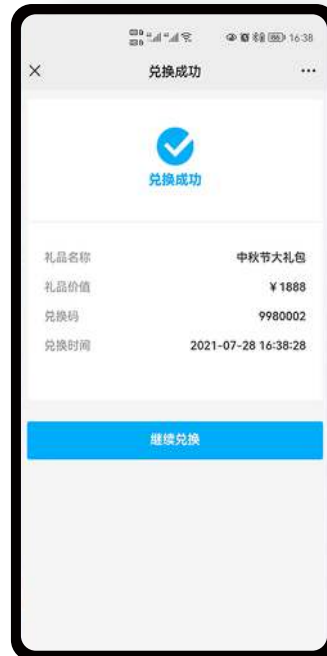 16:38
兑换成功
兑换成功
礼品名称 中秋节大礼包
礼品价值 ¥1888
兑换码 9980002
兑换时间 2021-07-28 16:38:28
继续兑换